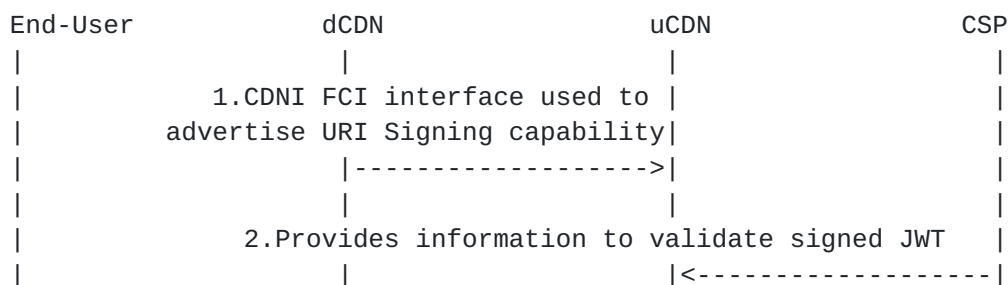 End-User            dCDN                 uCDN               CSP
|                   |                    |                    |
|            1.CDNI FCI interface used to |                    |
|         advertise URI Signing capability|                    |
|                   |------------------->|                    |
|                   |                    |                    |
|              2.Provides information to validate signed JWT   |
|                   |                    |<-------------------|